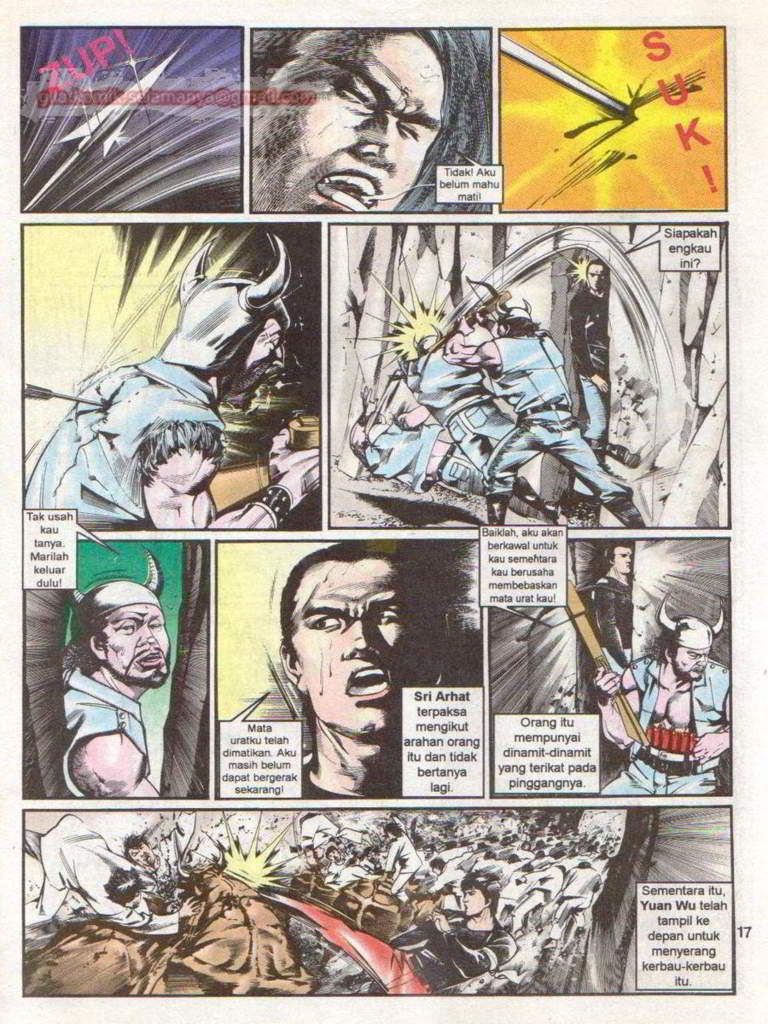 ZUP!
gilakomiklesulamanya@gmail.com
Tidak! Aku
belum mahu
mati!
SUK!
Siapakah
engkau
ini?
Tak usah
kau
tanya.
Marilah
keluar
dulu!
Mata
uratku telah
dimatikan. Aku
masih belum
dapat bergerak
sekarang!
Sri Arhat
terpaksa
mengikut
arahan orang
itu dan tidak
bertanya
lagi.
Baiklah, aku akan
berkawal untuk
kau sementara
kau berusaha
membebaskan
mata urat kau!
Orang itu
mempunyai
dinamit-dinamit
yang terikat pada
pinggangnya.
Sementara itu,
Yuan Wu telah
tampil ke
depan untuk
menyerang
kerbau-kerbau
itu.
17